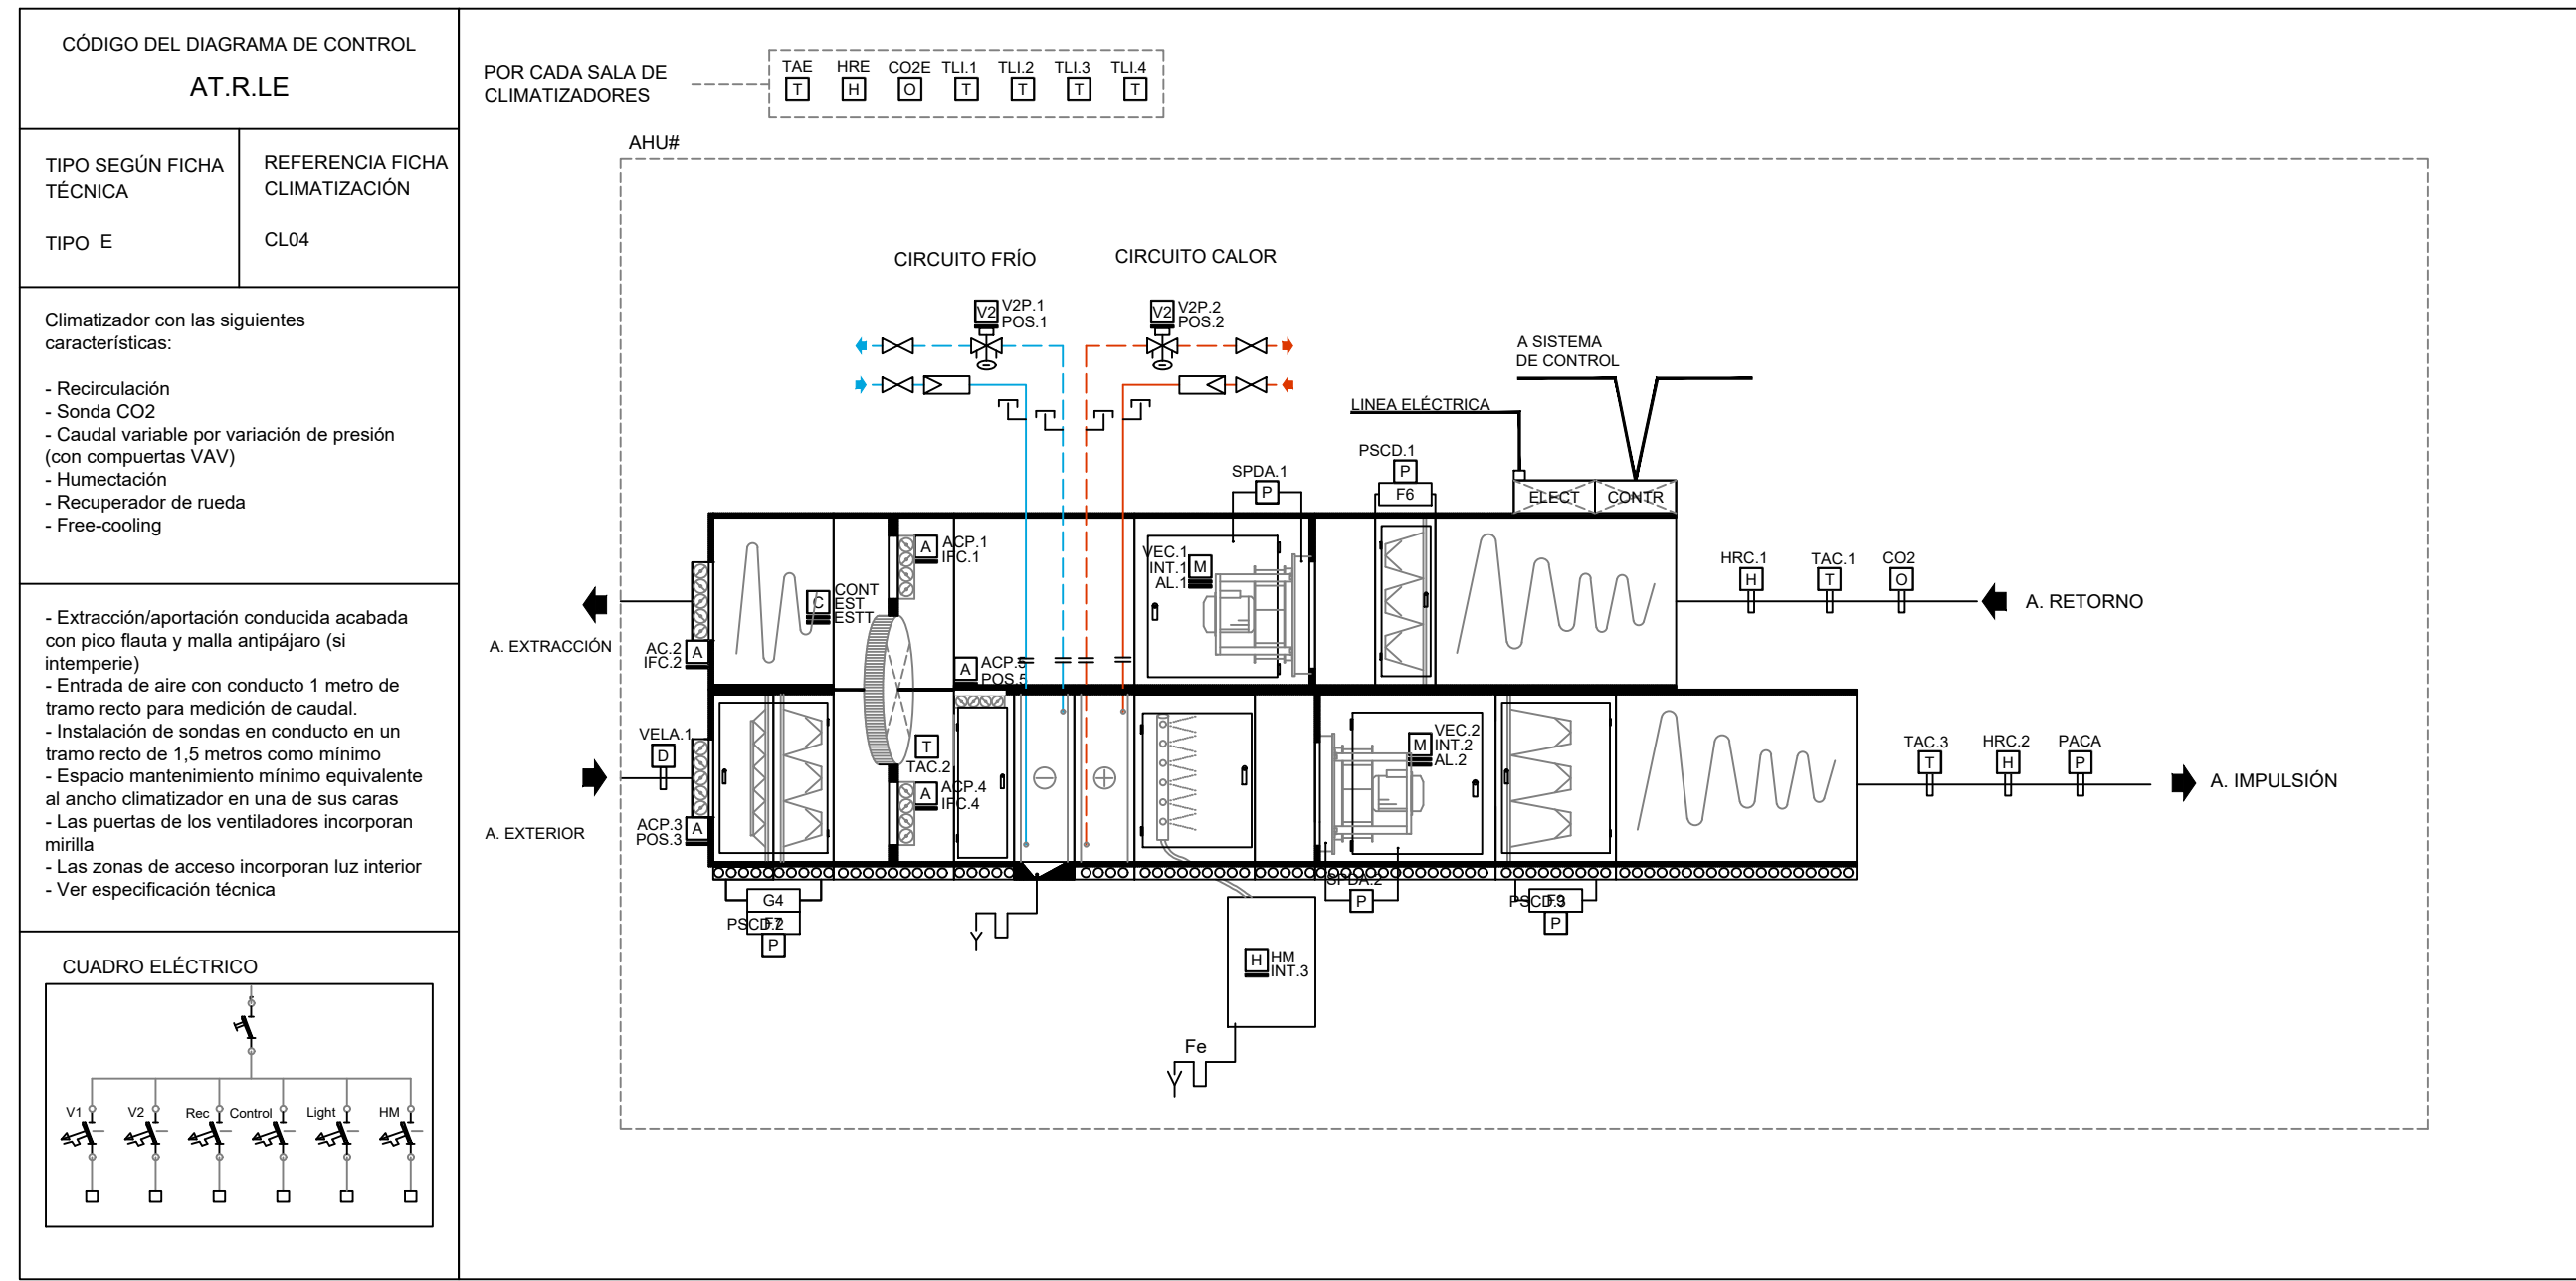 CÓDIGO DEL DIAGRAMA DE CONTROL
AT.R.LE
TIPO SEGÚN FICHA
TÉCNICA
TIPO E
REFERENCIA FICHA
CLIMATIZACIÓN
CL04
Climatizador con las siguientes
características:
- Recirculación
- Sonda CO2
- Caudal variable por variación de presión
(con compuertas VAV)
- Humectación
- Recuperador de rueda
- Free-cooling
- Extracción/aportación conducida acabada
con pico flauta y malla antipájaro (si
intemperie)
- Entrada de aire con conducto 1 metro de
tramo recto para medición de caudal.
- Instalación de sondas en conducto en un
tramo recto de 1,5 metros como mínimo
- Espacio mantenimiento mínimo equivalente
al ancho climatizador en una de sus caras
- Las puertas de los ventiladores incorporan
mirilla
- Las zonas de acceso incorporan luz interior
- Ver especificación técnica
CUADRO ELÉCTRICO
V1 V2 Rec Control Light HM
POR CADA SALA DE
CLIMATIZADORES
TAE HRE CO2E TLI.1 TLI.2 TLI.3 TLI.4
T H O T T T T
AHU#
CIRCUITO FRÍO
CIRCUITO CALOR
V2 V2P.1
POS.1
V2 V2P.2
POS.2
A SISTEMA
DE CONTROL
LINEA ELÉCTRICA
PSCD.1
P
F6
SPDA.1
P
ELECT CONTR
A ACP.1
IFC.1
VEC.1
INT.1 M
AL.1
HRC.1 TAC.1 CO2
H T O
A. RETORNO
C CONT
EST
ESTT
A. EXTRACCIÓN
AC.2 A
IFC.2
A ACP.5
POS.5
VELA.1
D
T
TAC.2
A ACP.4
IFC.4
M VEC.2
INT.2
AL.2
TAC.3 HRC.2 PACA
T H P
A. IMPULSIÓN
A. EXTERIOR
ACP.3 A
POS.3
G4
F7
PSCD.2
P
SPDA.2
P
F9
PSCD.3
P
H HM
INT.3
Fe